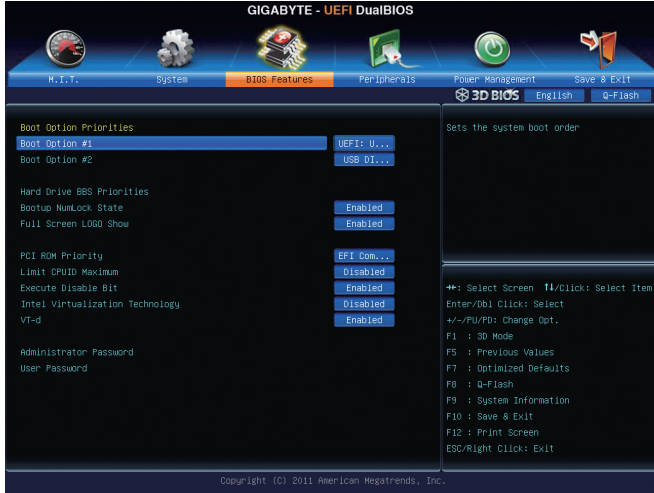 GIGABYTE - UEFI DualBIOS
M.I.T.
System
BIOS Features
Peripherals
Power Management
Save & Exit
3D BIOS
English
Q-Flash
Boot Option Priorities
Boot Option #1 UEFI: U...
Boot Option #2 USB DI...
Hard Drive BBS Priorities
Bootup NumLock State Enabled
Full Screen LOGO Show Enabled
PCI ROM Priority EFI Com...
Limit CPUID Maximum Disabled
Execute Disable Bit Enabled
Intel Virtualization Technology Disabled
VT-d Enabled
Administrator Password
User Password
Sets the system boot order
→←: Select Screen ↑↓/Click: Select Item
Enter/Dbl Click: Select
+/-/PU/PD: Change Opt.
F1 : 3D Mode
F5 : Previous Values
F7 : Optimized Defaults
F8 : Q-Flash
F9 : System Information
F10 : Save & Exit
F12 : Print Screen
ESC/Right Click: Exit
Copyright (C) 2011 American Megatrends, Inc.